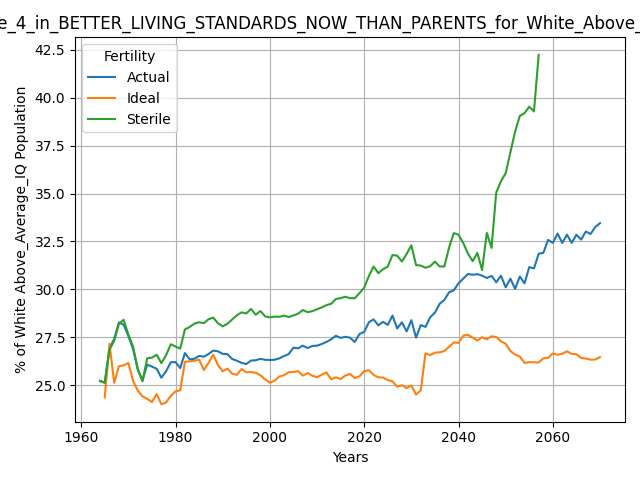 e_4_in_BETTER_LIVING_STANDARDS_NOW_THAN_PARENTS_for_White_Above_
Fertility
Actual
Ideal
Sterile
% of White Above_Average_IQ Population
42.5
40.0
37.5
35.0
32.5
30.0
27.5
25.0
1960
1980
2000
2020
2040
2060
Years